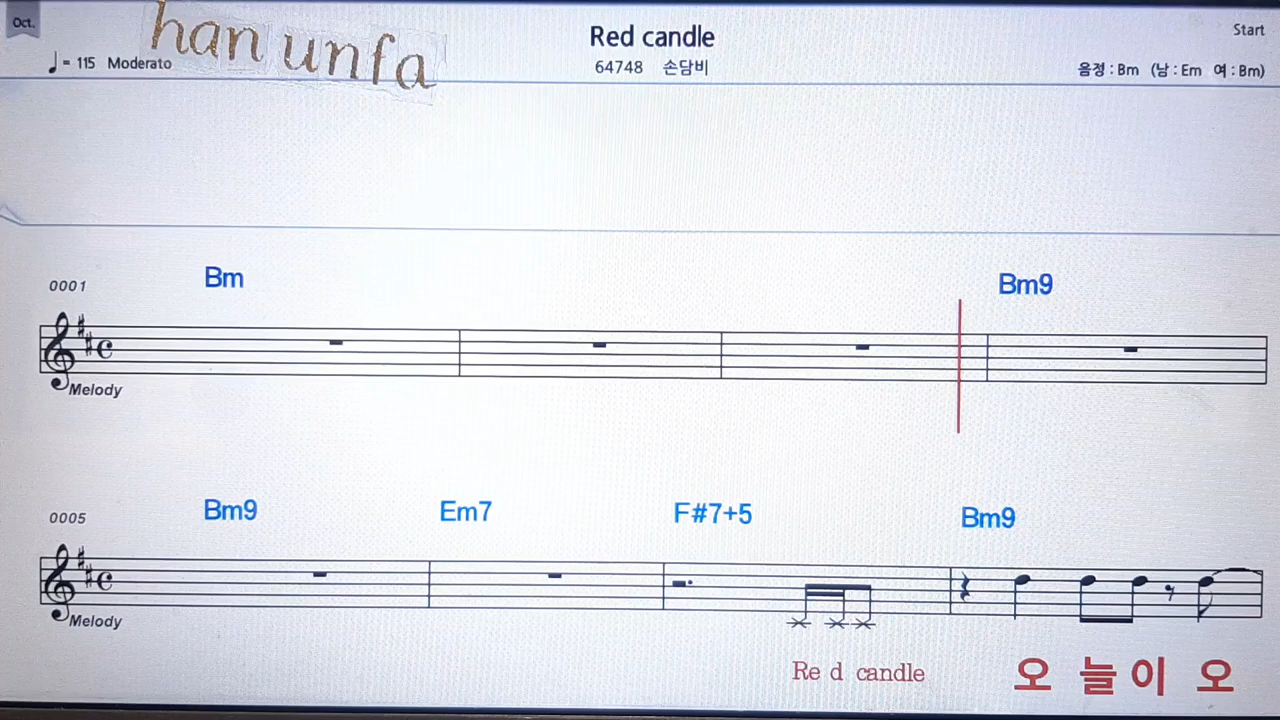 Oct.
han unfa
Red candle
Start
♩ = 115 Moderato
64748 손담비
음정 : Bm (남 : Em 여 : Bm)
0001 Bm Bm9
Melody
0005 Bm9 Em7 F#7+5 Bm9
Melody
Re d candle 오 늘 이 오